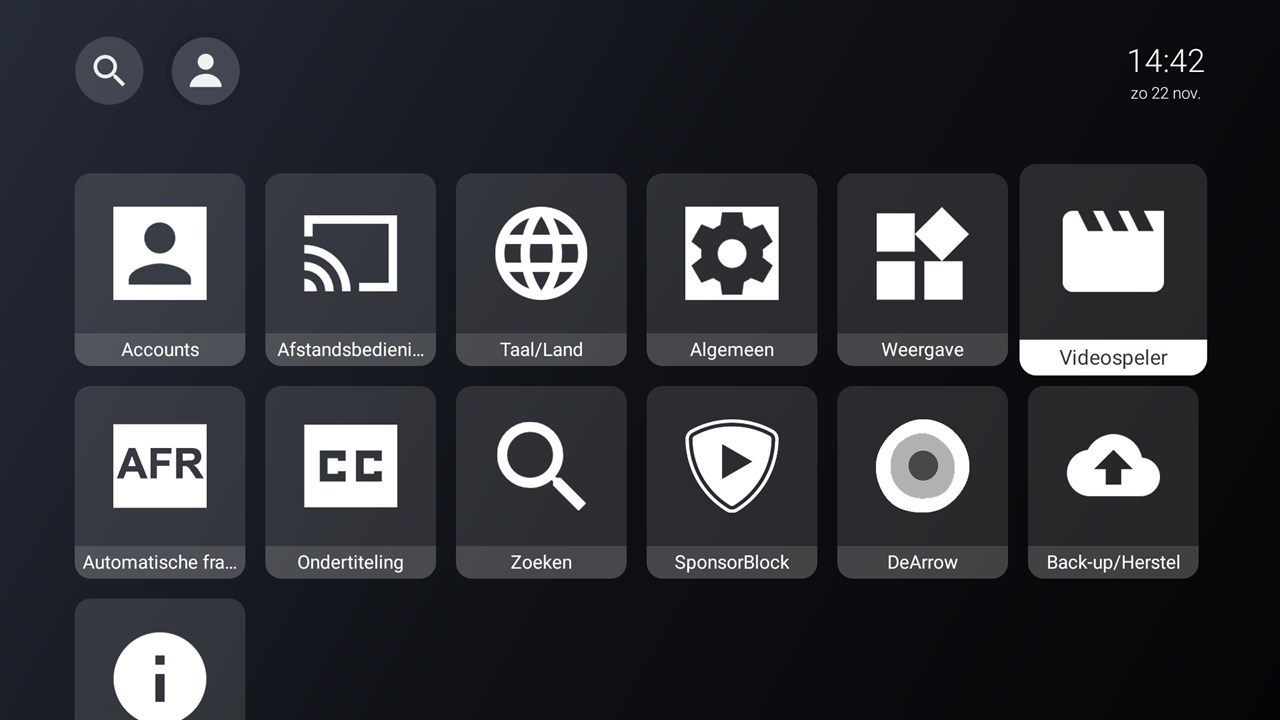 14:42
zo 22 nov.
Accounts
Afstandsbedieni...
Taal/Land
Algemeen
Weergave
Videospeler
AFR
Automatische fra...
CC
Ondertiteling
Zoeken
SponsorBlock
DeArrow
Back-up/Herstel
i